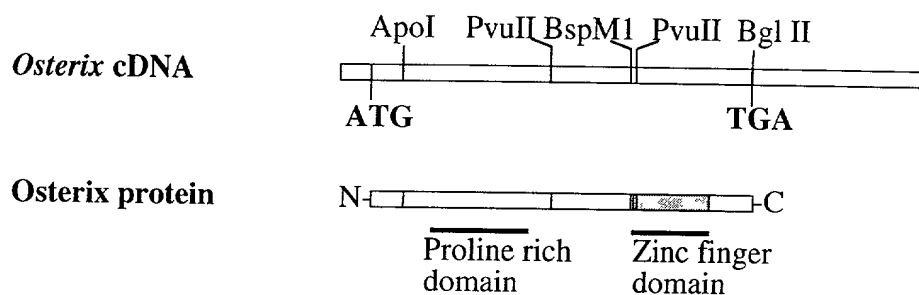 ApoI PvuII BspM1 PvuII Bgl II
Osterix cDNA
ATG TGA
Osterix protein N- -C
Proline rich domain
Zinc finger domain